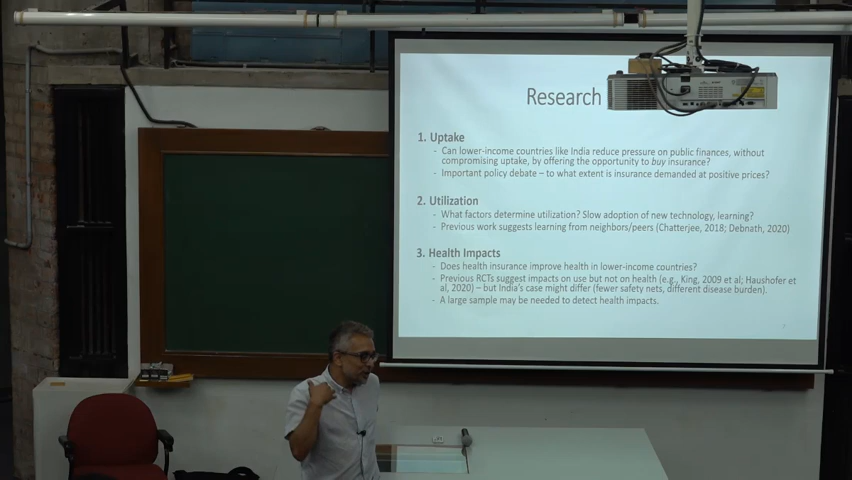 Research
1. Uptake
- Can lower-income countries like India reduce pressure on public finances, without
compromising uptake, by offering the opportunity to buy insurance?
- Important policy debate – to what extent is insurance demanded at positive prices?
2. Utilization
- What factors determine utilization? Slow adoption of new technology, learning?
- Previous work suggests learning from neighbors/peers (Chatterjee, 2018; Debnath, 2020)
3. Health Impacts
- Does health insurance improve health in lower-income countries?
- Previous RCTs suggest impacts on use but not on health (e.g., King, 2009 et al; Haushofer et
al, 2020) – but India's case might differ (fewer safety nets, different disease burden).
- A large sample may be needed to detect health impacts.